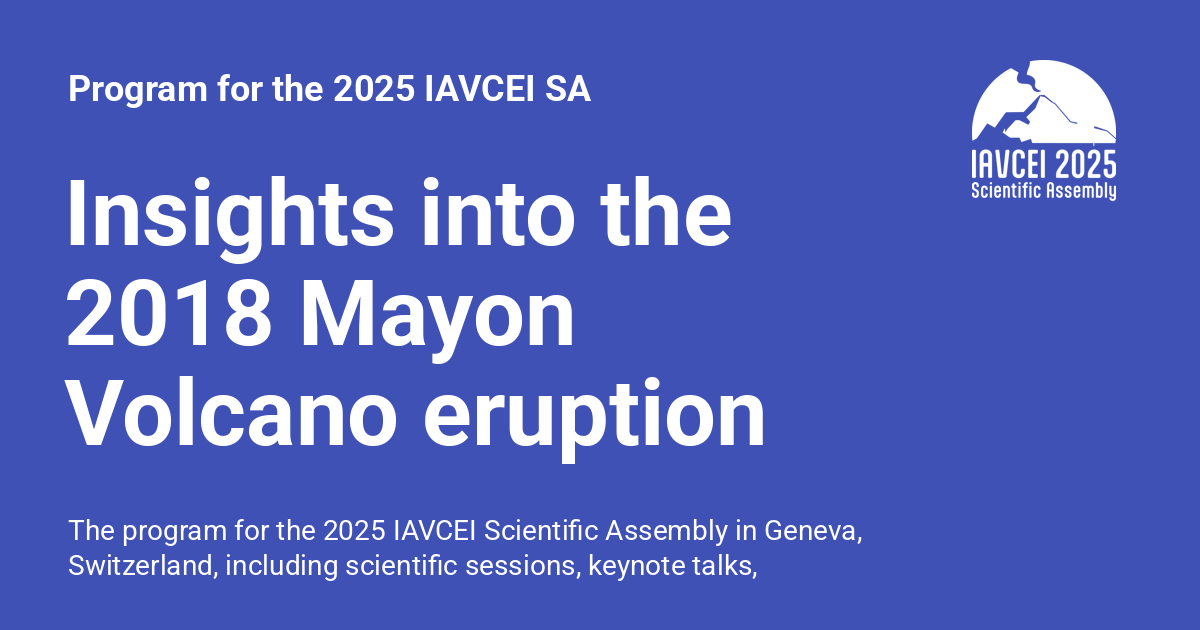 Program for the 2025 IAVCEI SA
IAVCEI 2025
Scientific Assembly
Insights into the
2018 Mayon
Volcano eruption
The program for the 2025 IAVCEI Scientific Assembly in Geneva,
Switzerland, including scientific sessions, keynote talks,